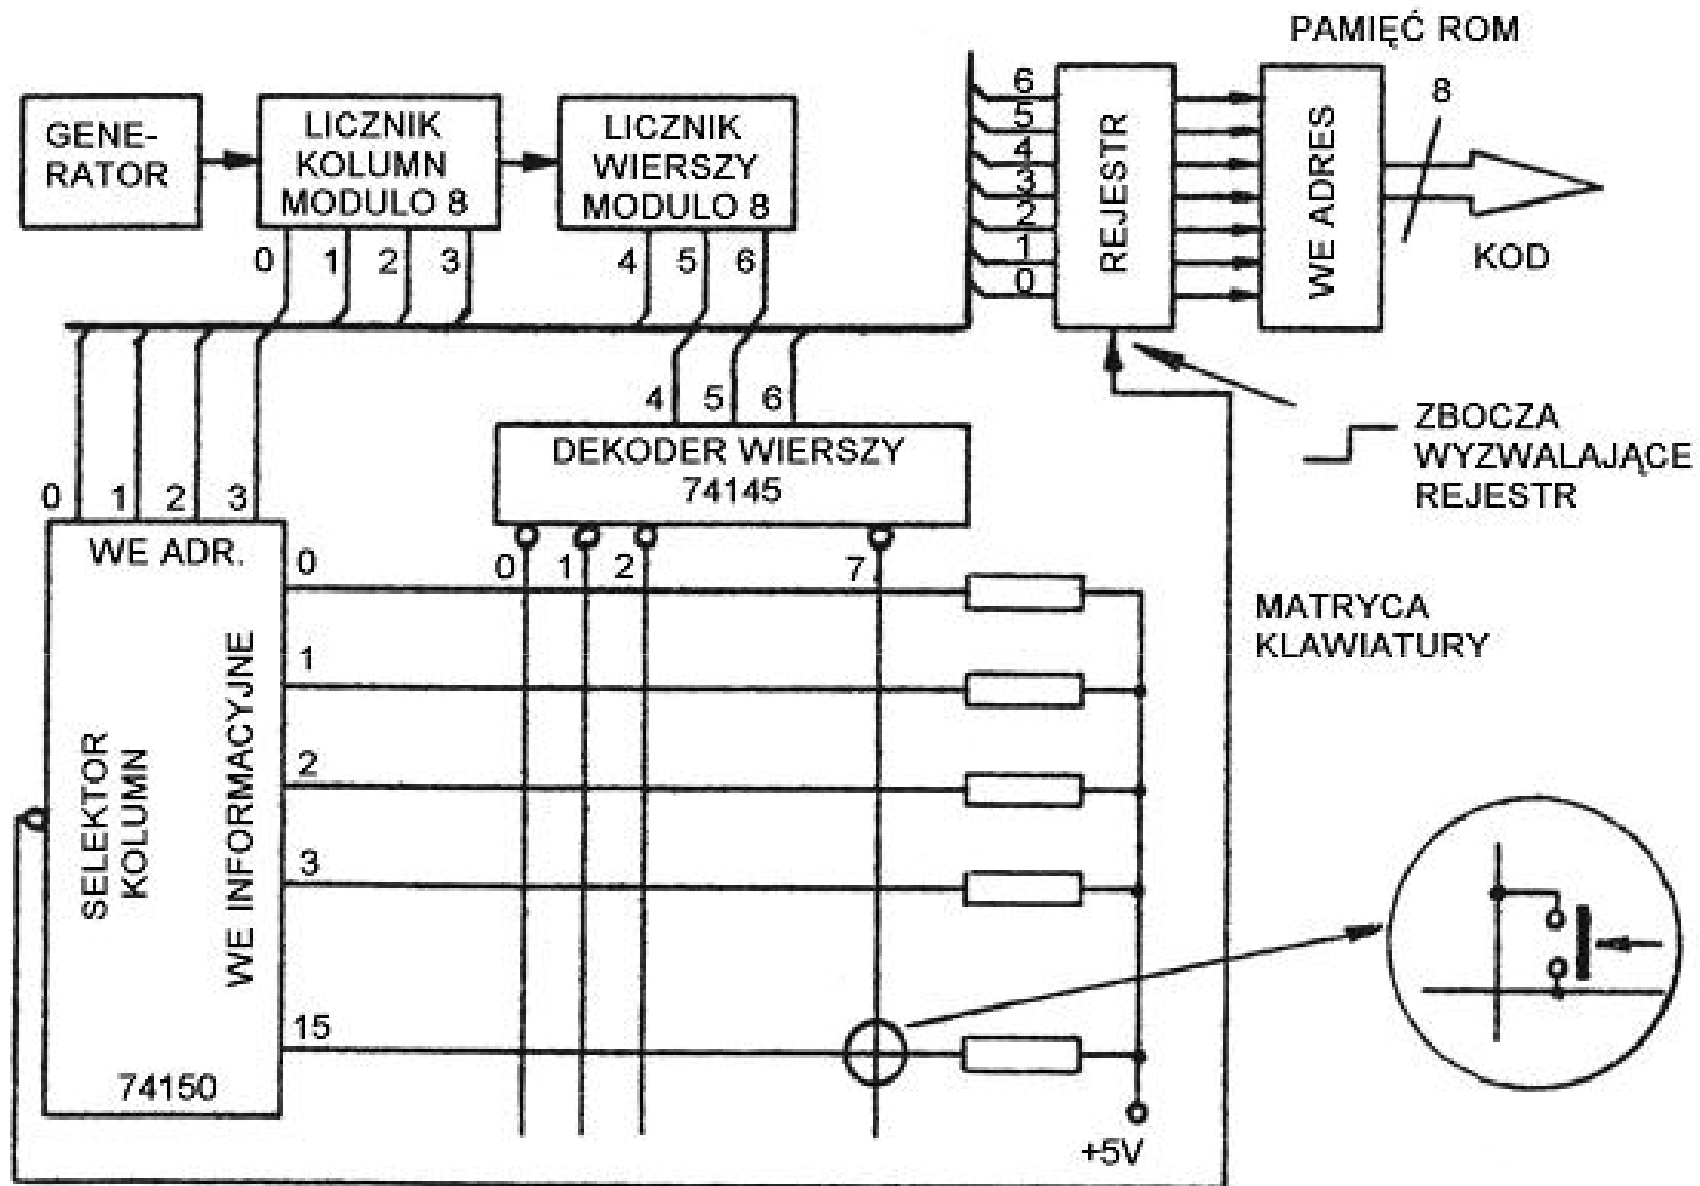 PAMIĘĆ ROM
GENE-
RATOR
LICZNIK
KOLUMN
MODULO 8
LICZNIK
WIERSZY
MODULO 8
0 1 2 3
4 5 6
6
5
4
3
2
1
0
REJESTR
WE ADRES
8
KOD
4 5 6
DEKODER WIERSZY
74145
ZBOCZA
WYZWALAJĄCE
REJESTR
0 1 2 3
WE ADR.
0 1 2 7
SELEKTOR
KOLUMN
WE INFORMACYJNE
0
1
2
3
15
74150
MATRYCA
KLAWIATURY
+5V